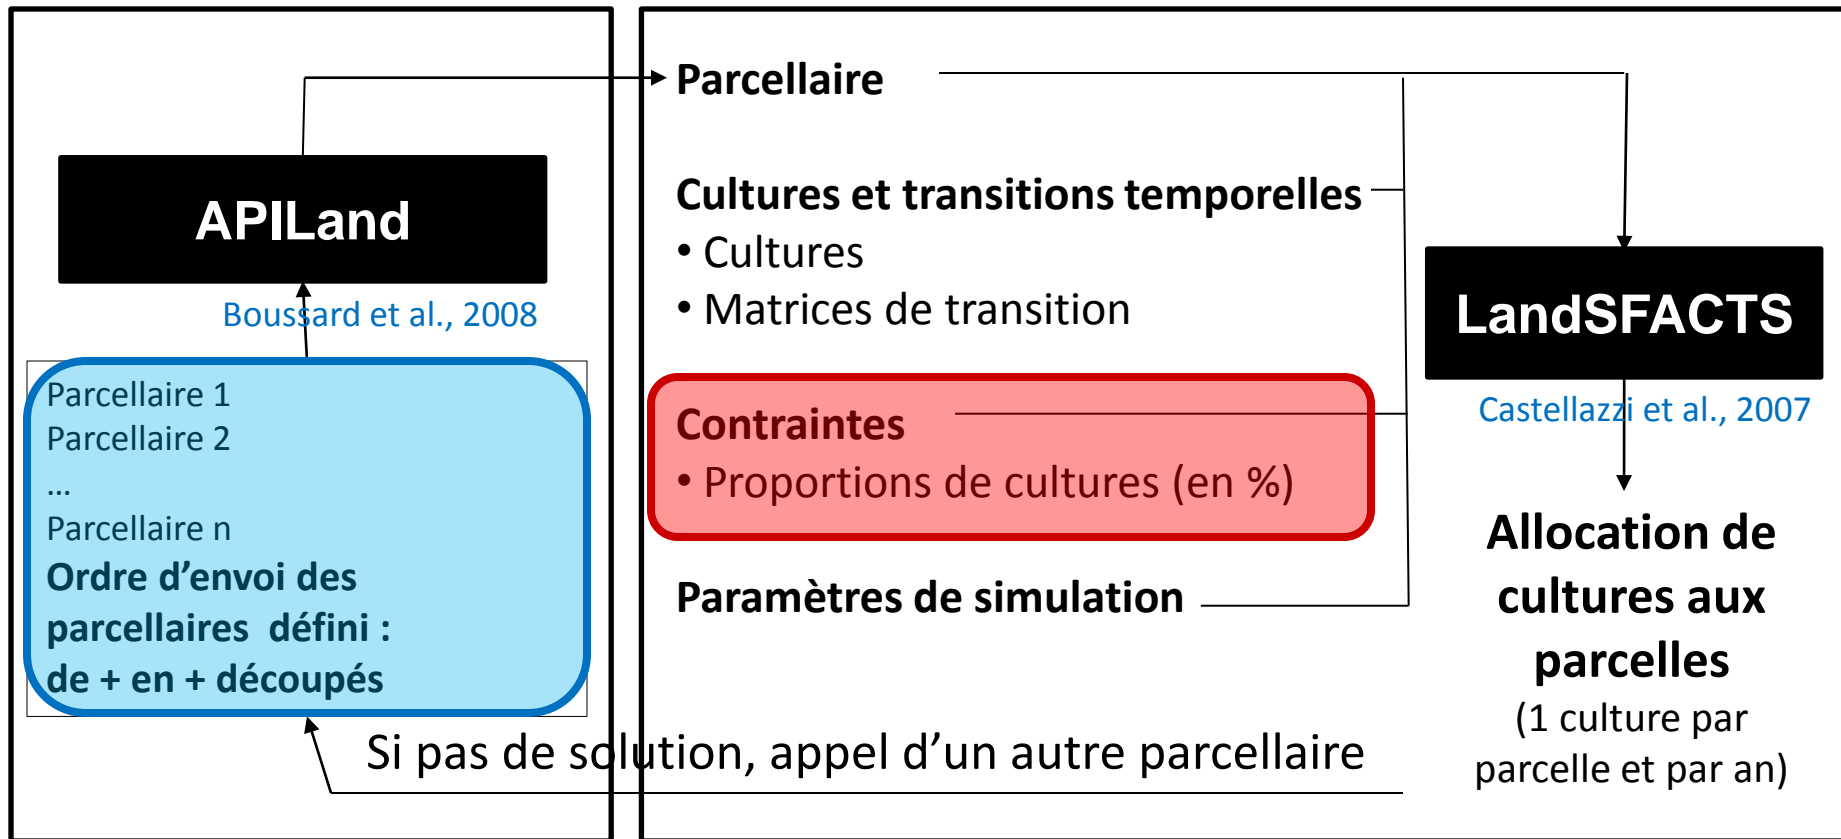 APILand
Boussard et al., 2008
Parcellaire 1
Parcellaire 2
...
Parcellaire n
Ordre d’envoi des
parcellaires défini :
de + en + découpés
Parcellaire
Cultures et transitions temporelles
• Cultures
• Matrices de transition
Contraintes
• Proportions de cultures (en %)
Paramètres de simulation
LandSFACTS
Castellazzi et al., 2007
Allocation de
cultures aux
parcelles
(1 culture par
parcelle et par an)
Si pas de solution, appel d’un autre parcellaire